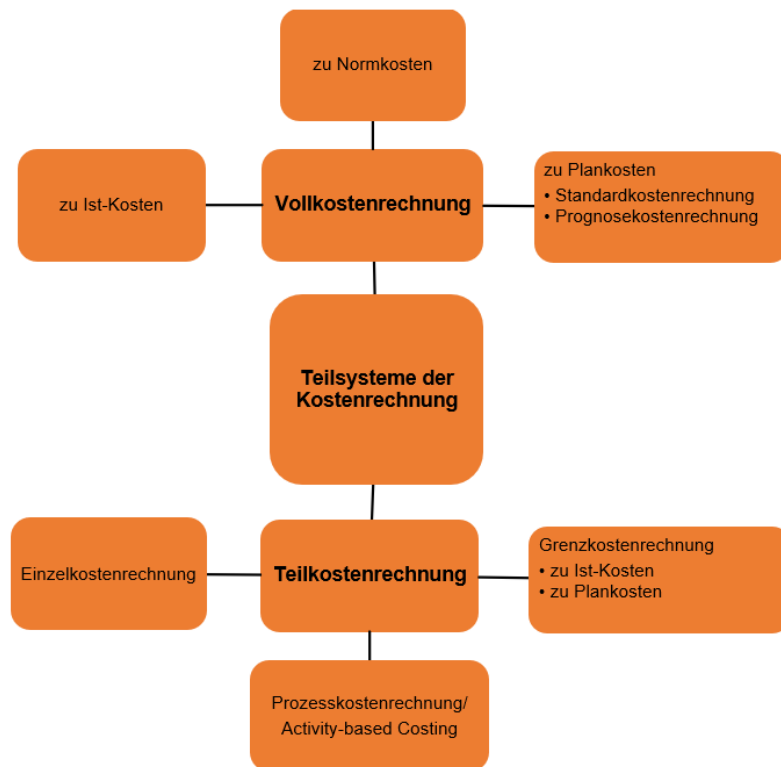 zu Normkosten
zu Ist-Kosten
Vollkostenrechnung
zu Plankosten
• Standardkostenrechnung
• Prognosekostenrechnung
Teilsysteme der
Kostenrechnung
Einzelkostenrechnung
Teilkostenrechnung
Grenzkostenrechnung
• zu Ist-Kosten
• zu Plankosten
Prozesskostenrechnung/
Activity-based Costing